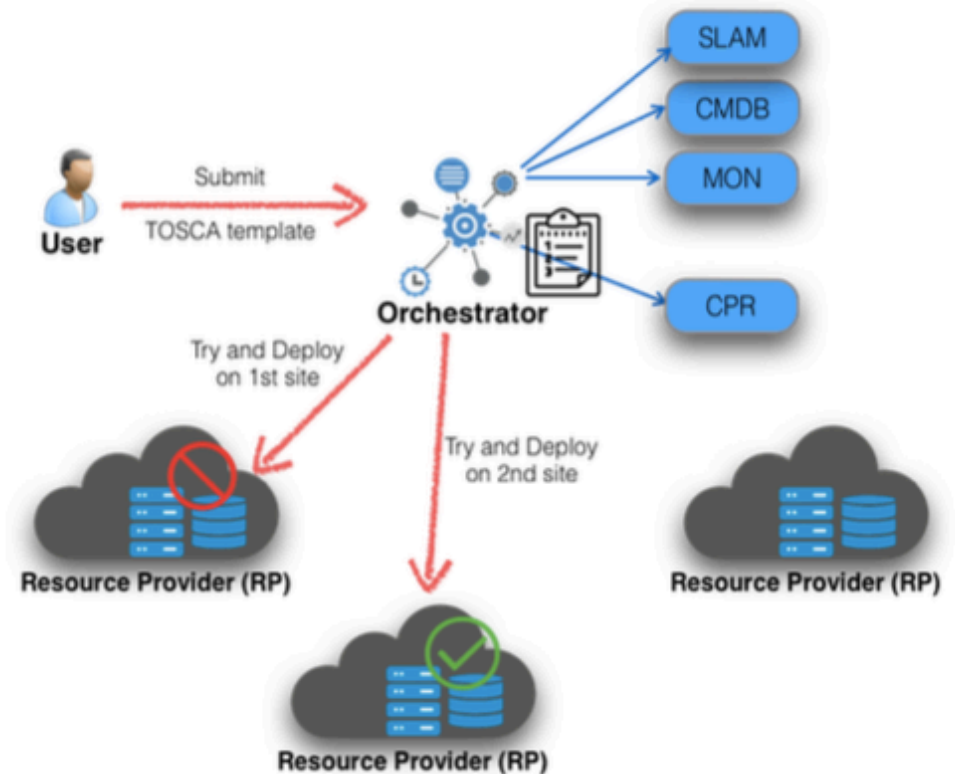 SLAM
CMDB
MON
CPR
Submit
TOSCA template
User
Orchestrator
Try and Deploy
on 1st site
Try and Deploy
on 2nd site
Resource Provider (RP)
Resource Provider (RP)
Resource Provider (RP)